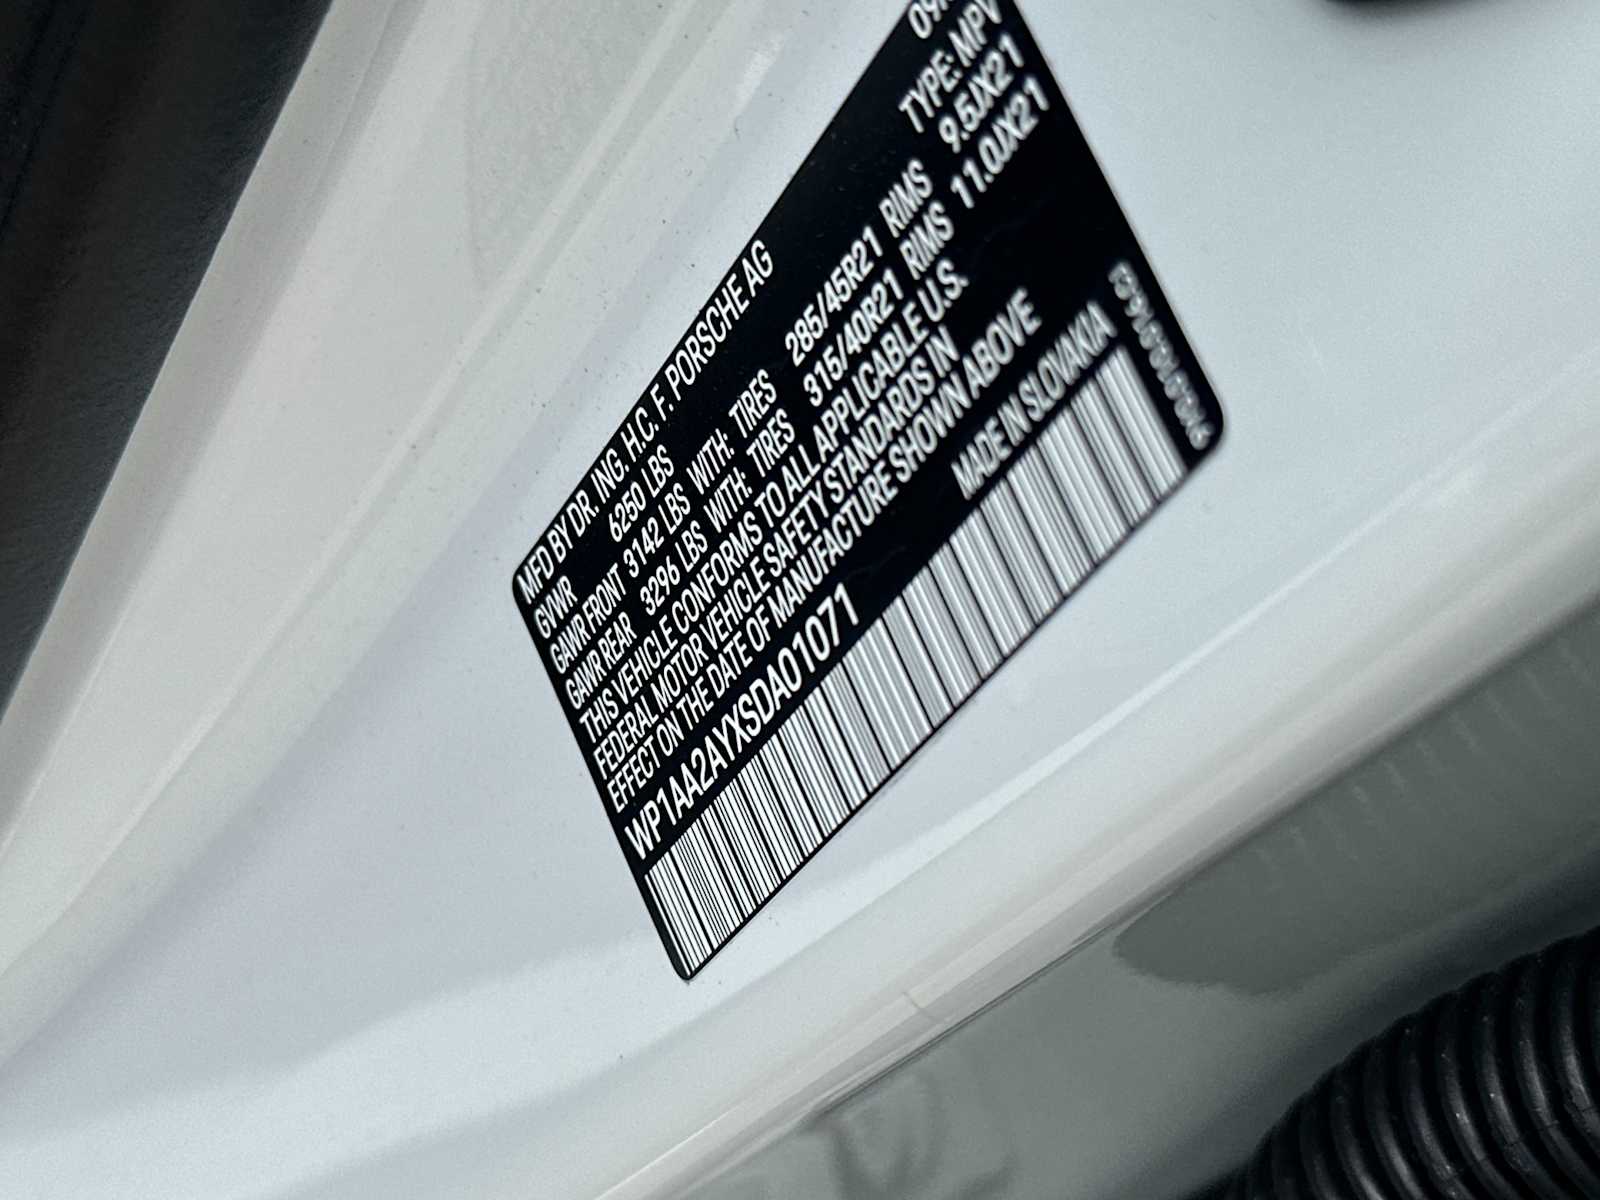 MFD BY DR. ING. H.C. F. PORSCHE AG
GVWR 6250 LBS TYPE: MPV
GAWR FRONT 3142 LBS WITH: TIRES 285/45R21 RIMS 9.5JX21
GAWR REAR 3296 LBS WITH: TIRES 315/40R21 RIMS 11.0JX21
THIS VEHICLE CONFORMS TO ALL APPLICABLE U.S.
FEDERAL MOTOR VEHICLE SAFETY STANDARDS IN
EFFECT ON THE DATE OF MANUFACTURE SHOWN ABOVE
WP1AA2AYXSDA01071 MADE IN SLOVAKIA